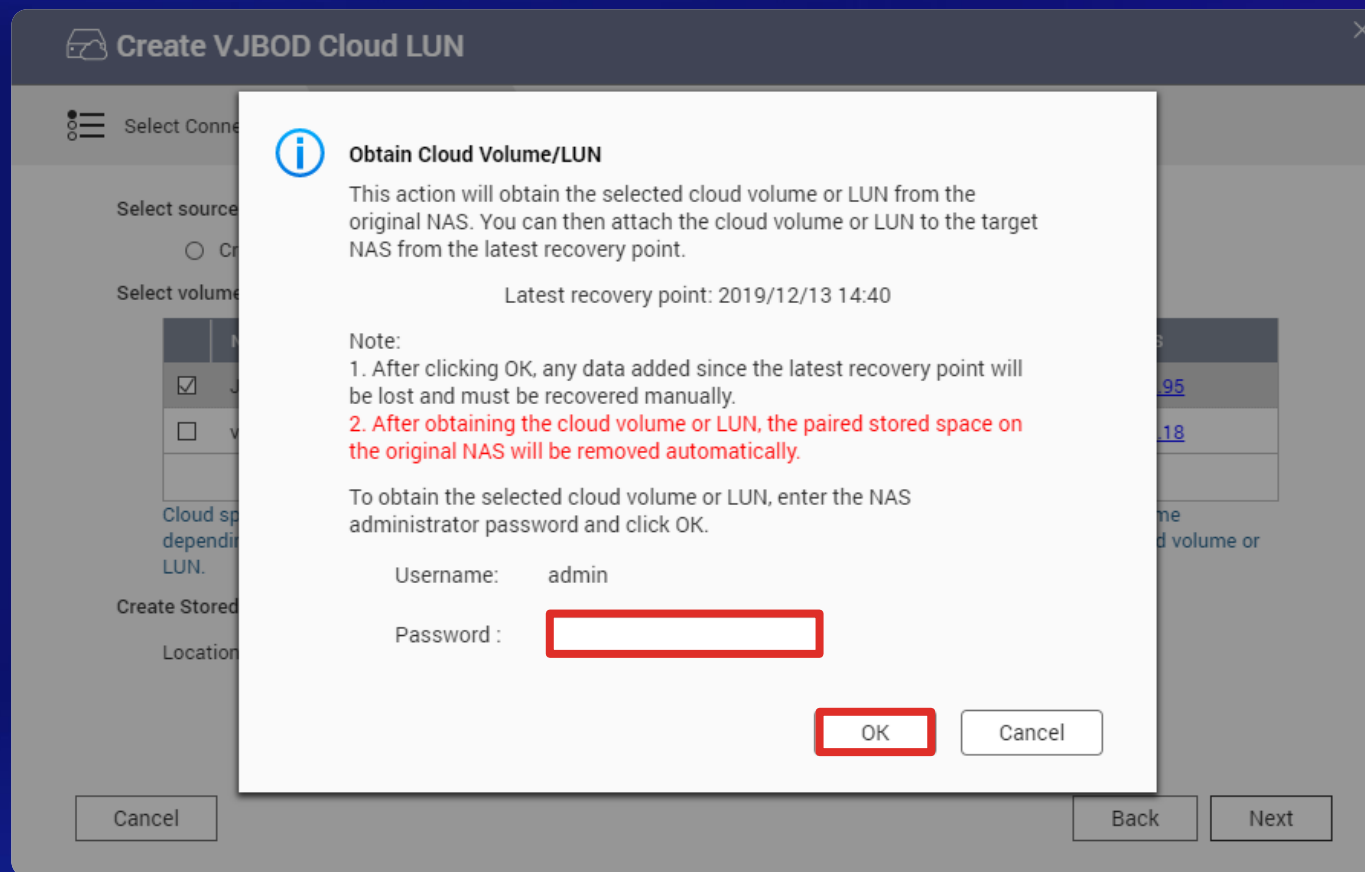 Create VJBOD Cloud LUN
Select Conne
Obtain Cloud Volume/LUN
This action will obtain the selected cloud volume or LUN from the
original NAS. You can then attach the cloud volume or LUN to the target
NAS from the latest recovery point.
Latest recovery point: 2019/12/13 14:40
Note:
1. After clicking OK, any data added since the latest recovery point will
be lost and must be recovered manually.
2. After obtaining the cloud volume or LUN, the paired stored space on
the original NAS will be removed automatically.
To obtain the selected cloud volume or LUN, enter the NAS
administrator password and click OK.
Username: admin
Password :
OK Cancel
Select source
Cr
Select volume
.95
.18
Cloud sp
dependin
d volume or
LUN.
Create Stored
Location
Cancel Back Next